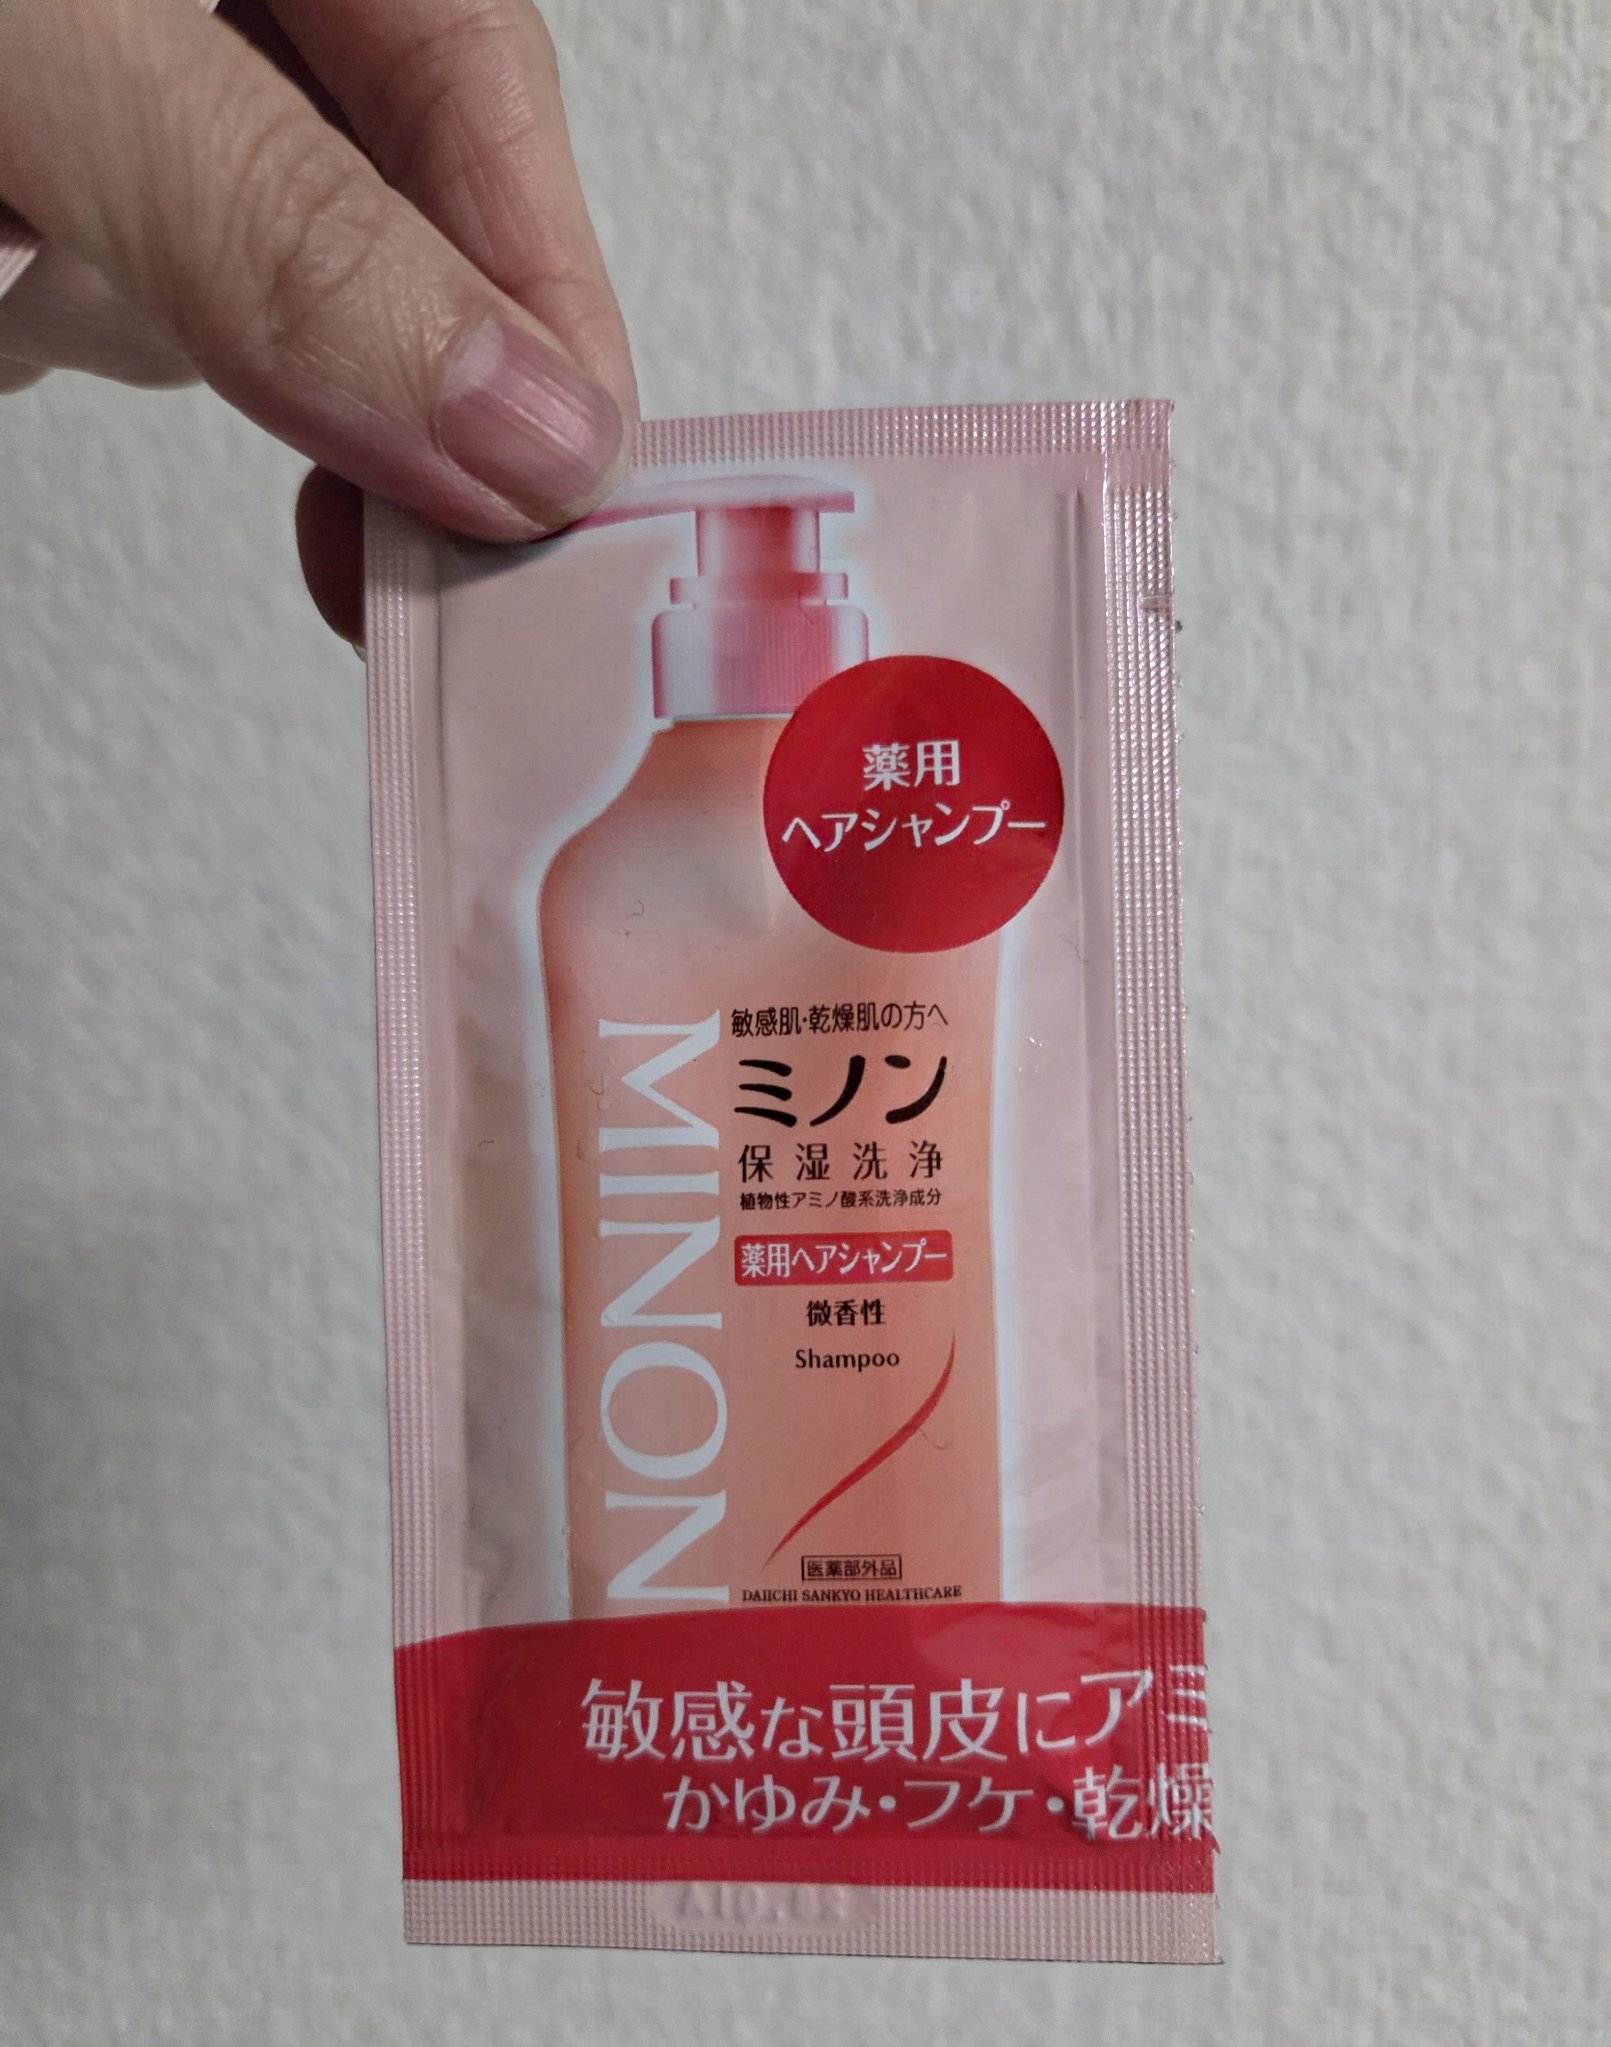 薬用
ヘアシャンプー
敏感肌・乾燥肌の方へ
ミノン
保湿洗浄
植物性アミノ酸系洗浄成分
薬用ヘアシャンプー
微香性
Shampoo
MINON
医薬部外品
DAIICHI SANKYO HEALTHCARE
敏感な頭皮にアミ
かゆみ・フケ・乾燥